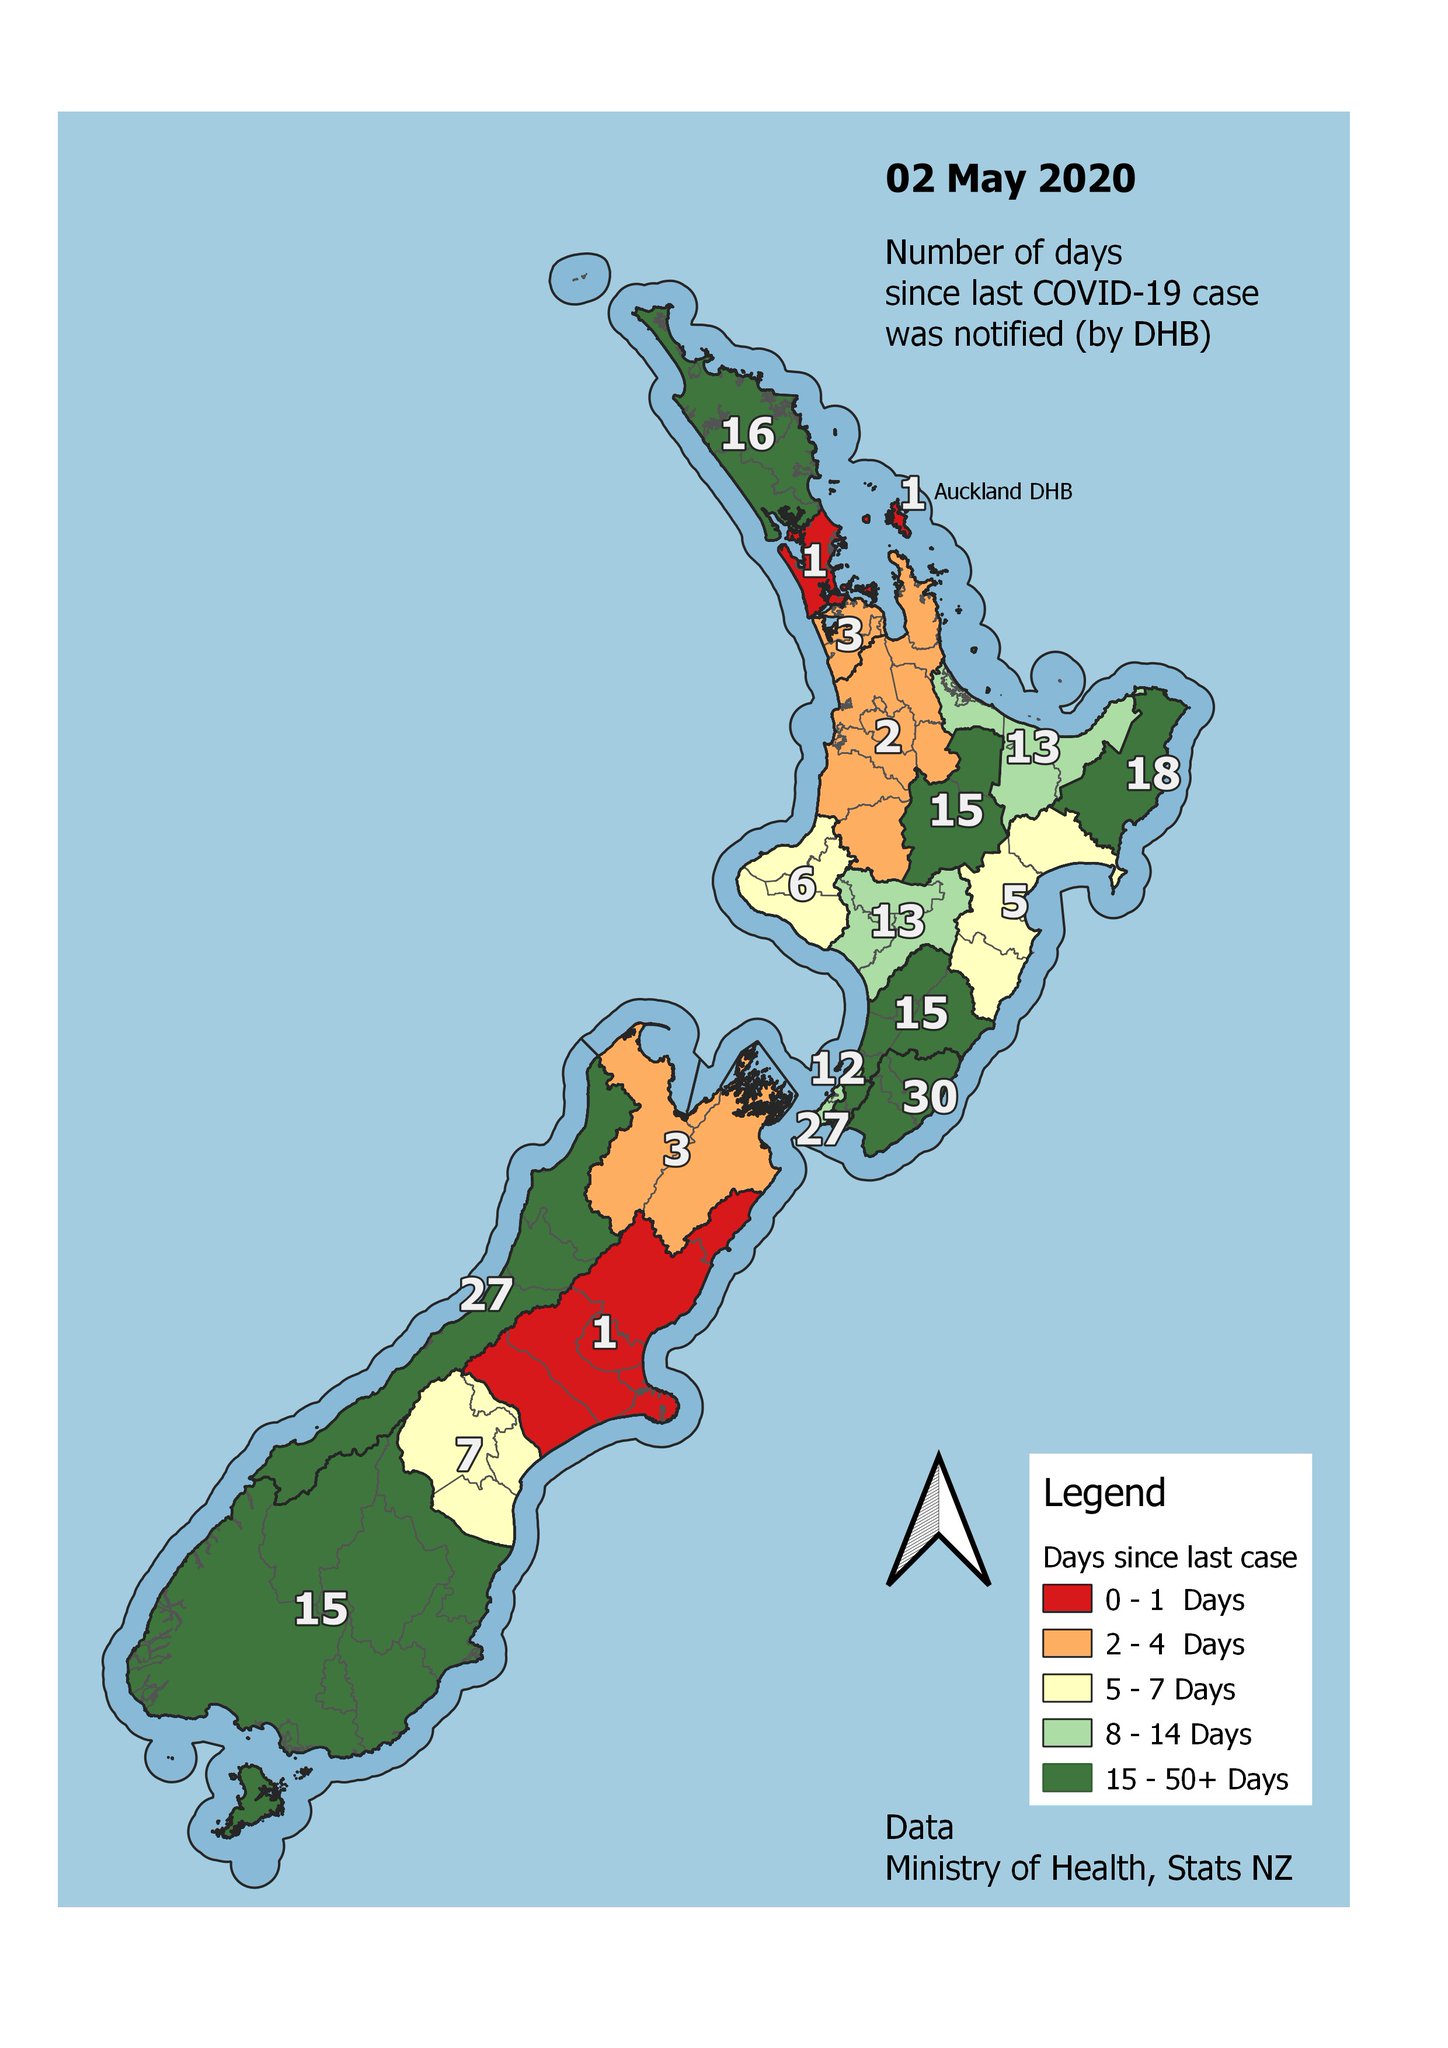 02 May 2020
Number of days
since last COVID-19 case
was notified (by DHB)
16
1 Auckland DHB
1
3
2
13
18
15
6
5
13
15
12
30
27
3
27
1
7
15
Legend
Days since last case
0 - 1 Days
2 - 4 Days
5 - 7 Days
8 - 14 Days
15 - 50+ Days
Data
Ministry of Health, Stats NZ